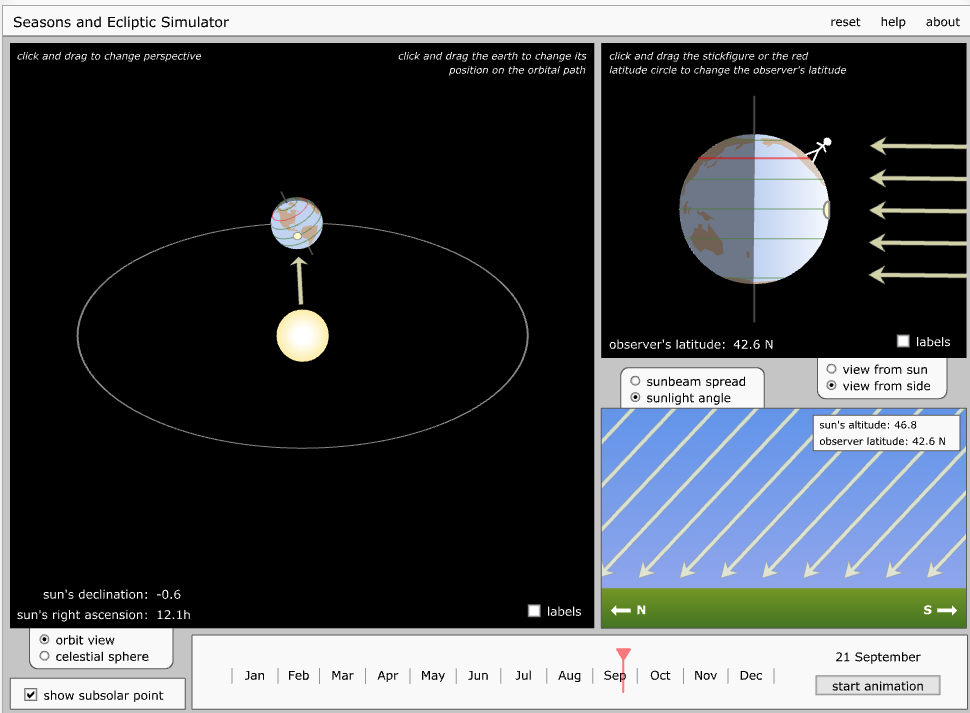 Seasons and Ecliptic Simulator
reset help about
click and drag to change perspective
click and drag the earth to change its
position on the orbital path
sun's declination: -0.6
sun's right ascension: 12.1h
labels
click and drag the stickfigure or the red
latitude circle to change the observer's latitude
observer's latitude: 42.6 N
labels
view from sun
view from side
sunbeam spread
sunlight angle
sun's altitude: 46.8
observer latitude: 42.6 N
N
S
orbit view
celestial sphere
show subsolar point
Jan Feb Mar Apr May Jun Jul Aug Sep Oct Nov Dec
21 September
start animation